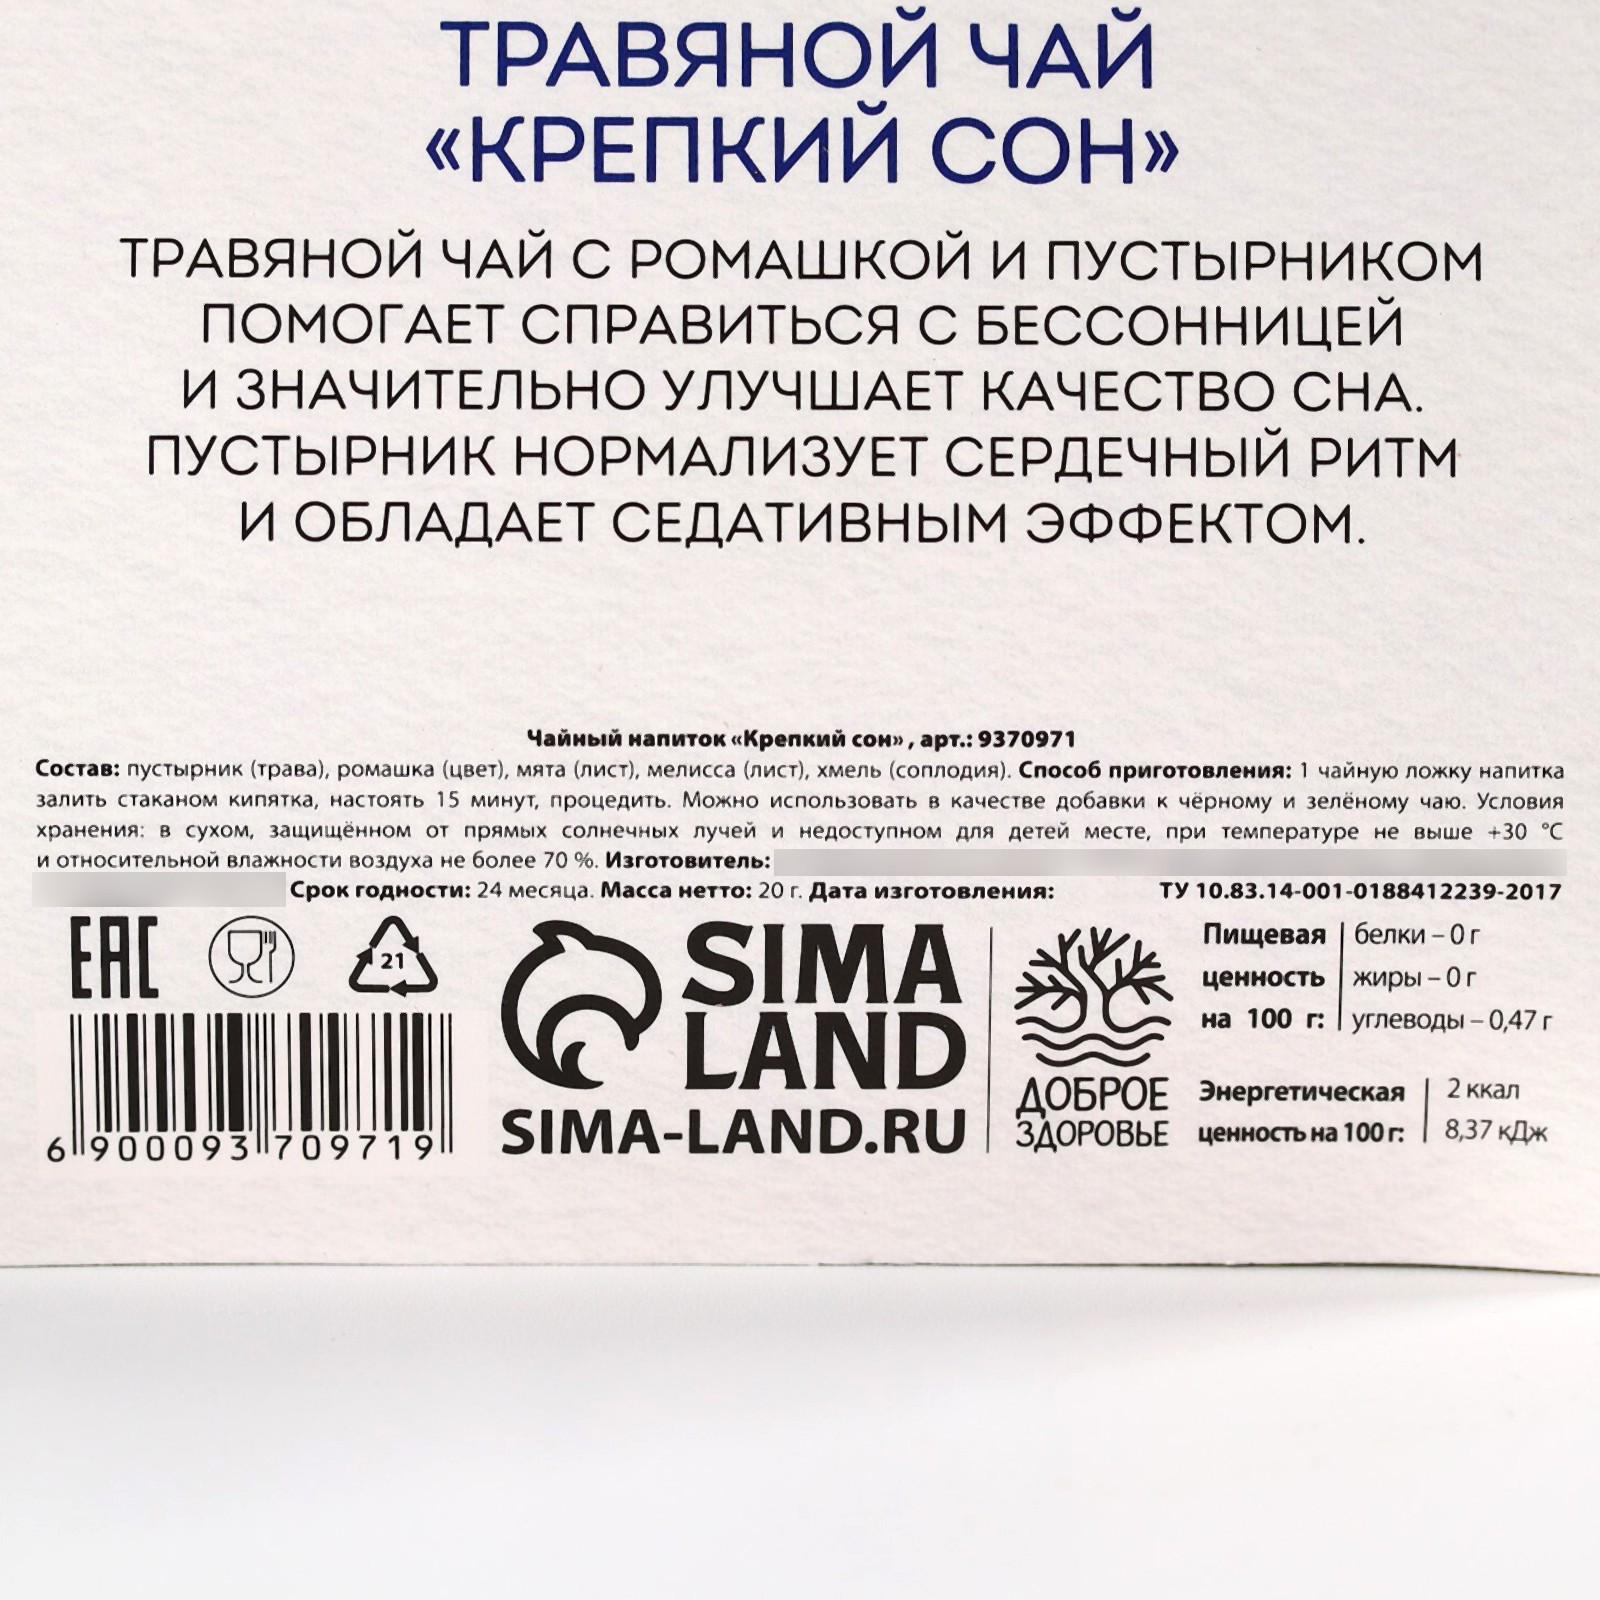 ТРАВЯНОЙ ЧАЙ
«КРЕПКИЙ СОН»
ТРАВЯНОЙ ЧАЙ С РОМАШКОЙ И ПУСТЫРНИКОМ
ПОМОГАЕТ СПРАВИТЬСЯ С БЕССОННИЦЕЙ
И ЗНАЧИТЕЛЬНО УЛУЧШАЕТ КАЧЕСТВО СНА.
ПУСТЫРНИК НОРМАЛИЗУЕТ СЕРДЕЧНЫЙ РИТМ
И ОБЛАДАЕТ СЕДАТИВНЫМ ЭФФЕКТОМ.
Чайный напиток «Крепкий сон» , арт.: 9370971
Состав: пустырник (трава), ромашка (цвет), мята (лист), мелисса (лист), хмель (соплодия). Способ приготовления: 1 чайную ложку напитка
залить стаканом кипятка, настоять 15 минут, процедить. Можно использовать в качестве добавки к чёрному и зелёному чаю. Условия
хранения: в сухом, защищённом от прямых солнечных лучей и недоступном для детей месте, при температуре не выше +30 °С
и относительной влажности воздуха не более 70 %. Изготовитель:
Срок годности: 24 месяца. Масса нетто: 20 г. Дата изготовления: ТУ 10.83.14-001-0188412239-2017
EAC
21
SIMA
LAND
SIMA-LAND.RU
ДОБРОЕ
ЗДОРОВЬЕ
Пищевая
ценность
на 100 г:
белки – 0 г
жиры – 0 г
углеводы – 0,47 г
Энергетическая
ценность на 100 г:
2 ккал
8,37 кДж
6 900093 709719